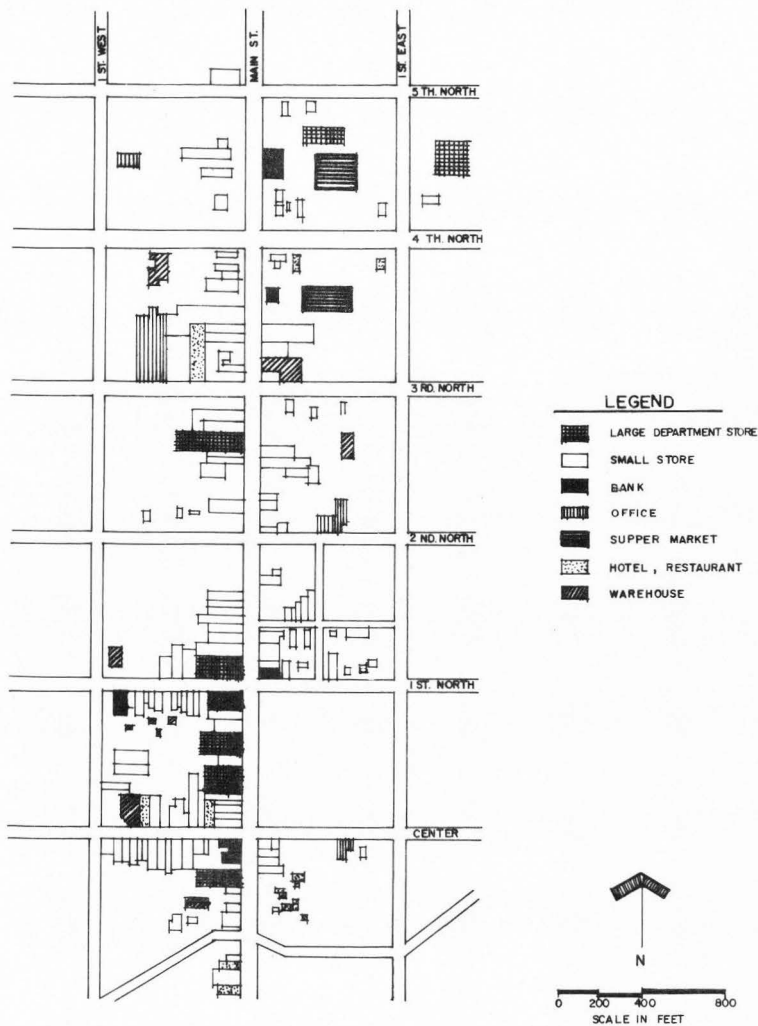 1 ST. WEST
MAIN ST.
1 ST. EAST
5 TH. NORTH
4 TH. NORTH
3 RD. NORTH
2 ND. NORTH
1 ST. NORTH
CENTER
LEGEND
LARGE DEPARTMENT STORE
SMALL STORE
BANK
OFFICE
SUPPER MARKET
HOTEL, RESTAURANT
WAREHOUSE
N
0 200 400 800
SCALE IN FEET